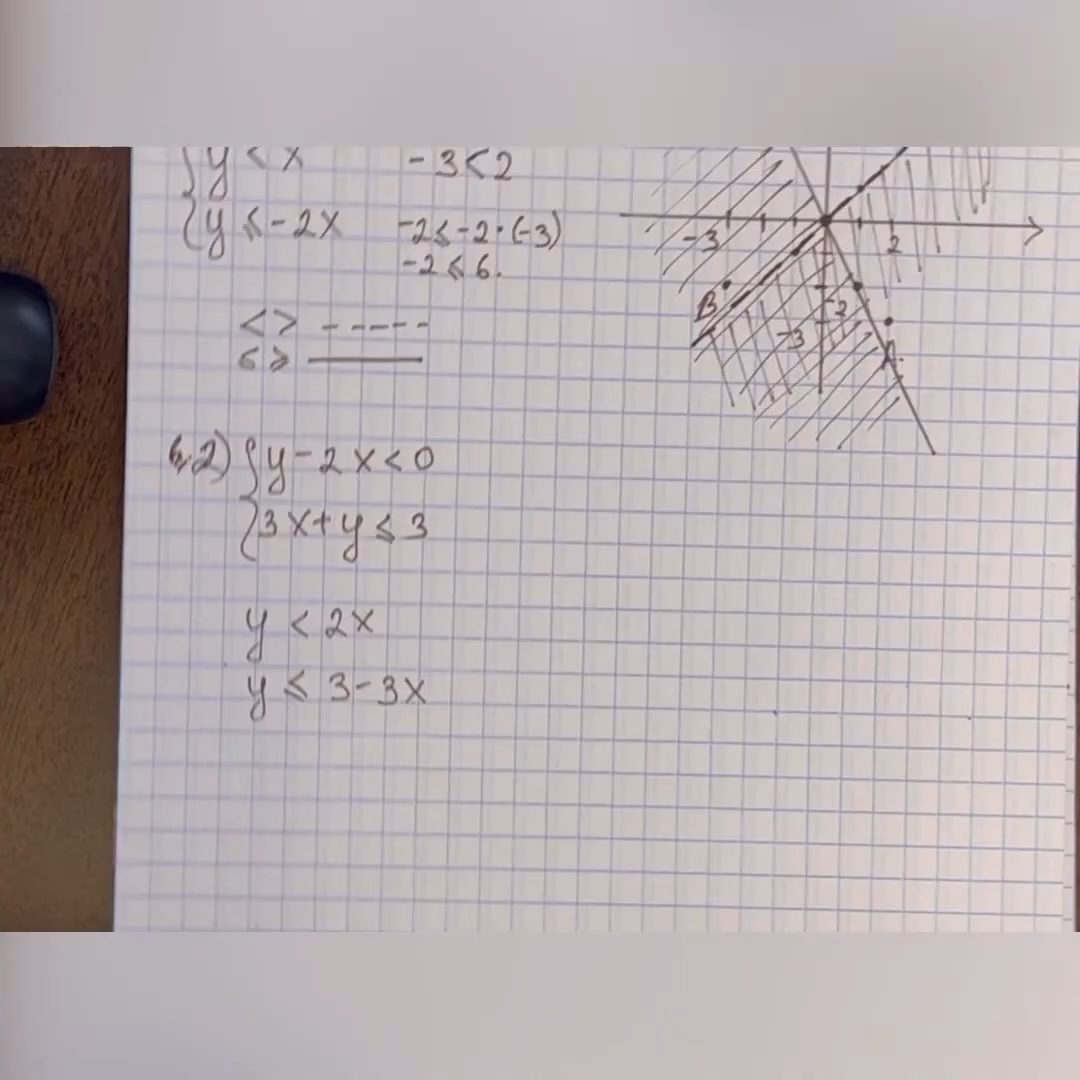 y < x -3<2
y ⩽ -2x -2⩽-2·(-3)
-2⩽6.
-3 2
B -2
-3
A
< > -----
⩽ ⩾ ———
2) { y-2x<0
3x+y ⩽ 3
y < 2x
y ⩽ 3-3x